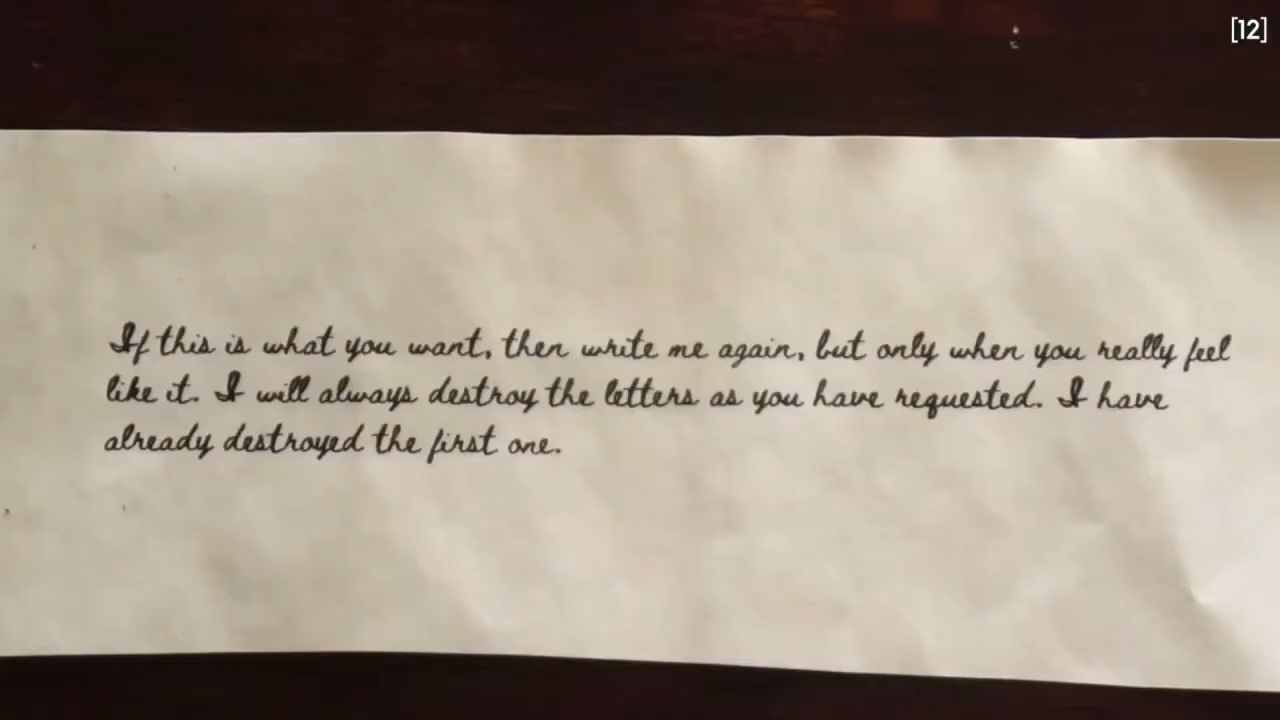 [12]
If this is what you want, then write me again, but only when you really feel
like it. I will always destroy the letters as you have requested. I have
already destroyed the first one.